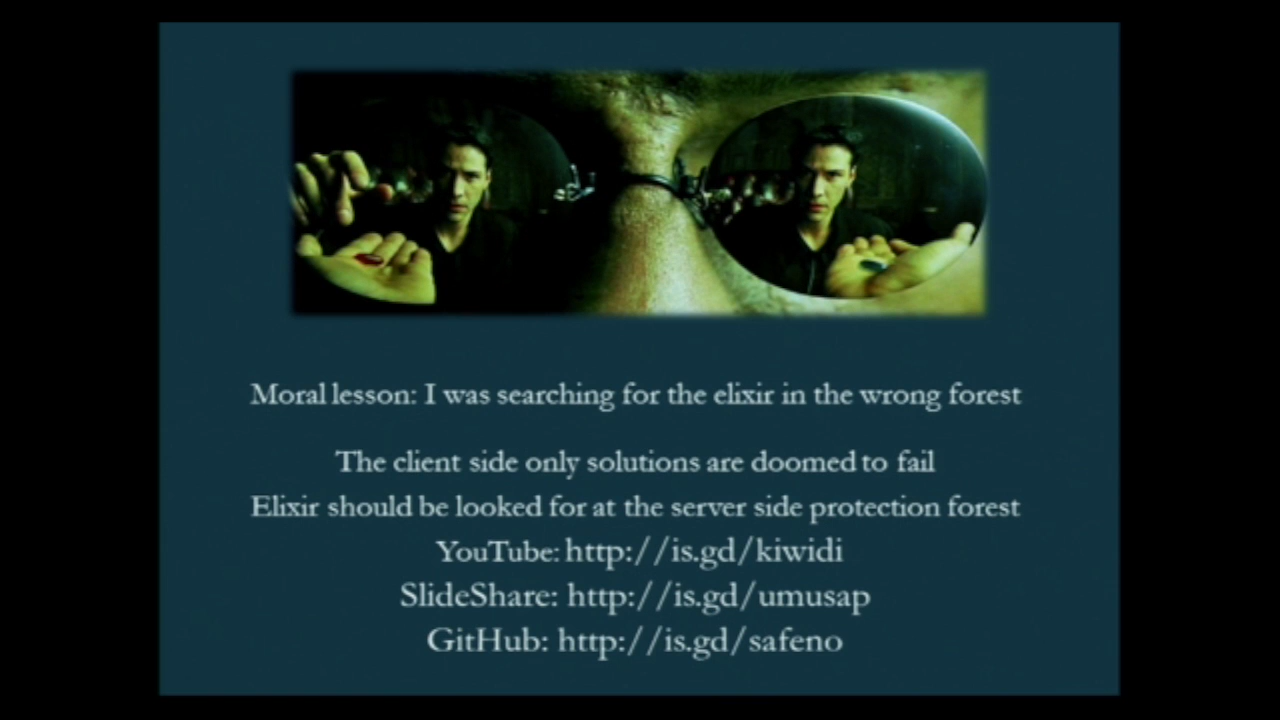 Moral lesson: I was searching for the elixir in the wrong forest
The client side only solutions are doomed to fail
Elixir should be looked for at the server side protection forest
YouTube: http://is.gd/kiwidi
SlideShare: http://is.gd/umusap
GitHub: http://is.gd/safeno